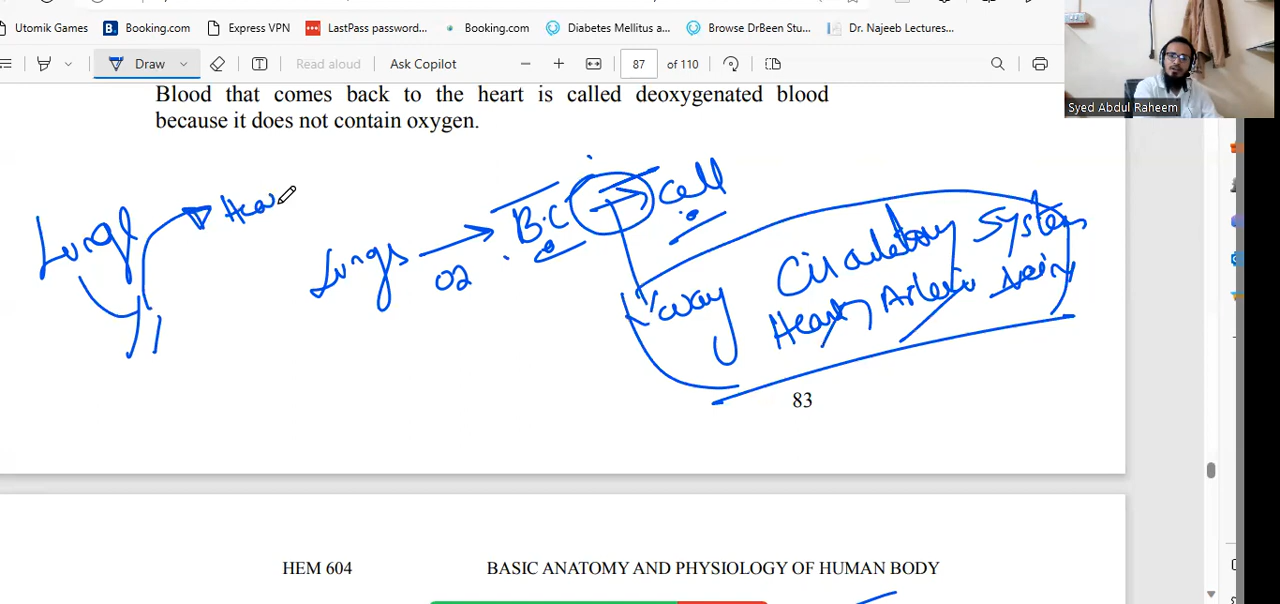 Utomik Games
Booking.com
Express VPN
LastPass password...
Booking.com
Diabetes Mellitus a...
Browse DrBeen Stu...
Dr. Najeeb Lectures...
Draw
Read aloud
Ask Copilot
87 of 110
Syed Abdul Raheem
Blood that comes back to the heart is called deoxygenated blood
because it does not contain oxygen.
Lungs
Hear
Lungs → B.C → Cell
O2
way
Circulatory System
Heart
83
HEM 604 BASIC ANATOMY AND PHYSIOLOGY OF HUMAN BODY